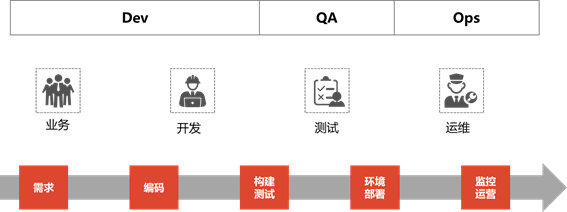 Dev QA Ops
业务 开发 测试 运维
需求 编码 构建 环境 监控
测试 部署 运营